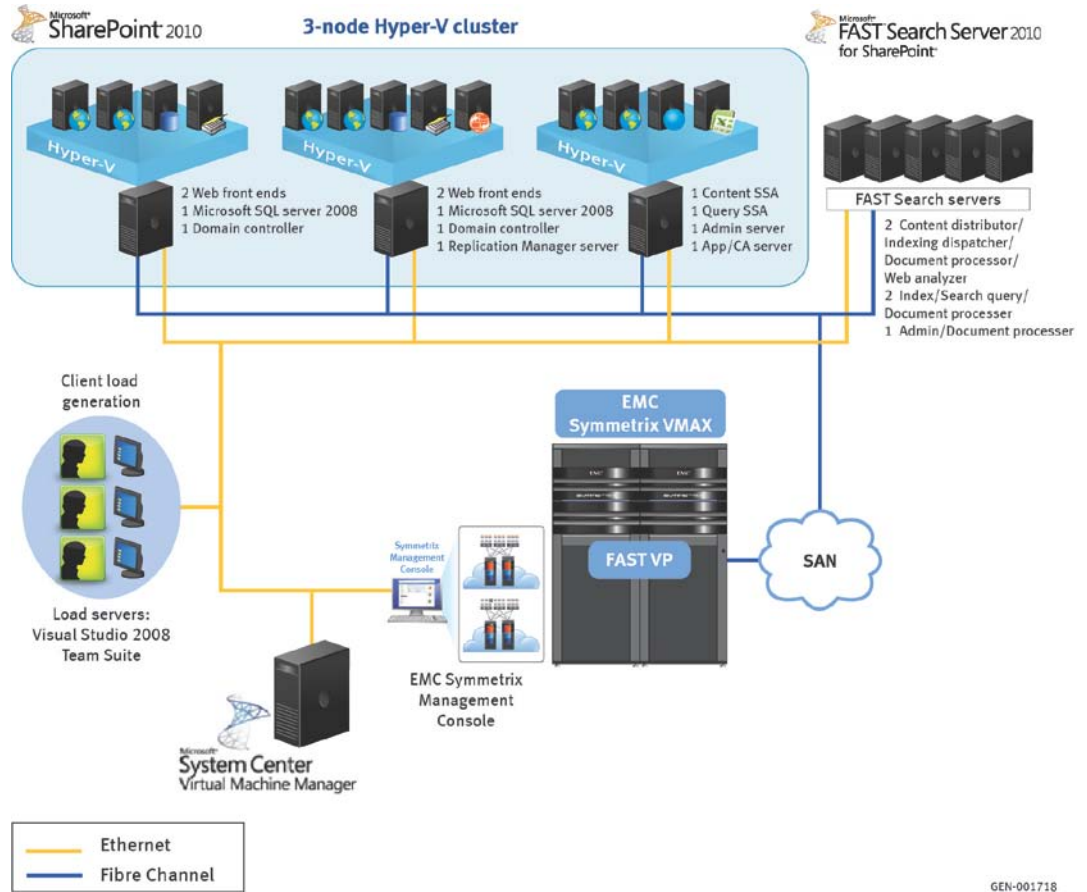 Microsoft®
SharePoint® 2010
3-node Hyper-V cluster
Microsoft®
FAST Search Server 2010
for SharePoint®
Hyper-V
Hyper-V
Hyper-V
2 Web front ends
1 Microsoft SQL server 2008
1 Domain controller
2 Web front ends
1 Microsoft SQL server 2008
1 Domain controller
1 Replication Manager server
1 Content SSA
1 Query SSA
1 Admin server
1 App/CA server
FAST Search servers
2 Content distributor/
Indexing dispatcher/
Document processor/
Web analyzer
2 Index/Search query/
Document processer
1 Admin/Document processer
Client load
generation
Load servers:
Visual Studio 2008
Team Suite
EMC
Symmetrix VMAX
EMC
EMC
FAST VP
SAN
Symmetrix
Management
Console
EMC Symmetrix
Management
Console
Microsoft®
System Center
Virtual Machine Manager
Ethernet
Fibre Channel
GEN-001718